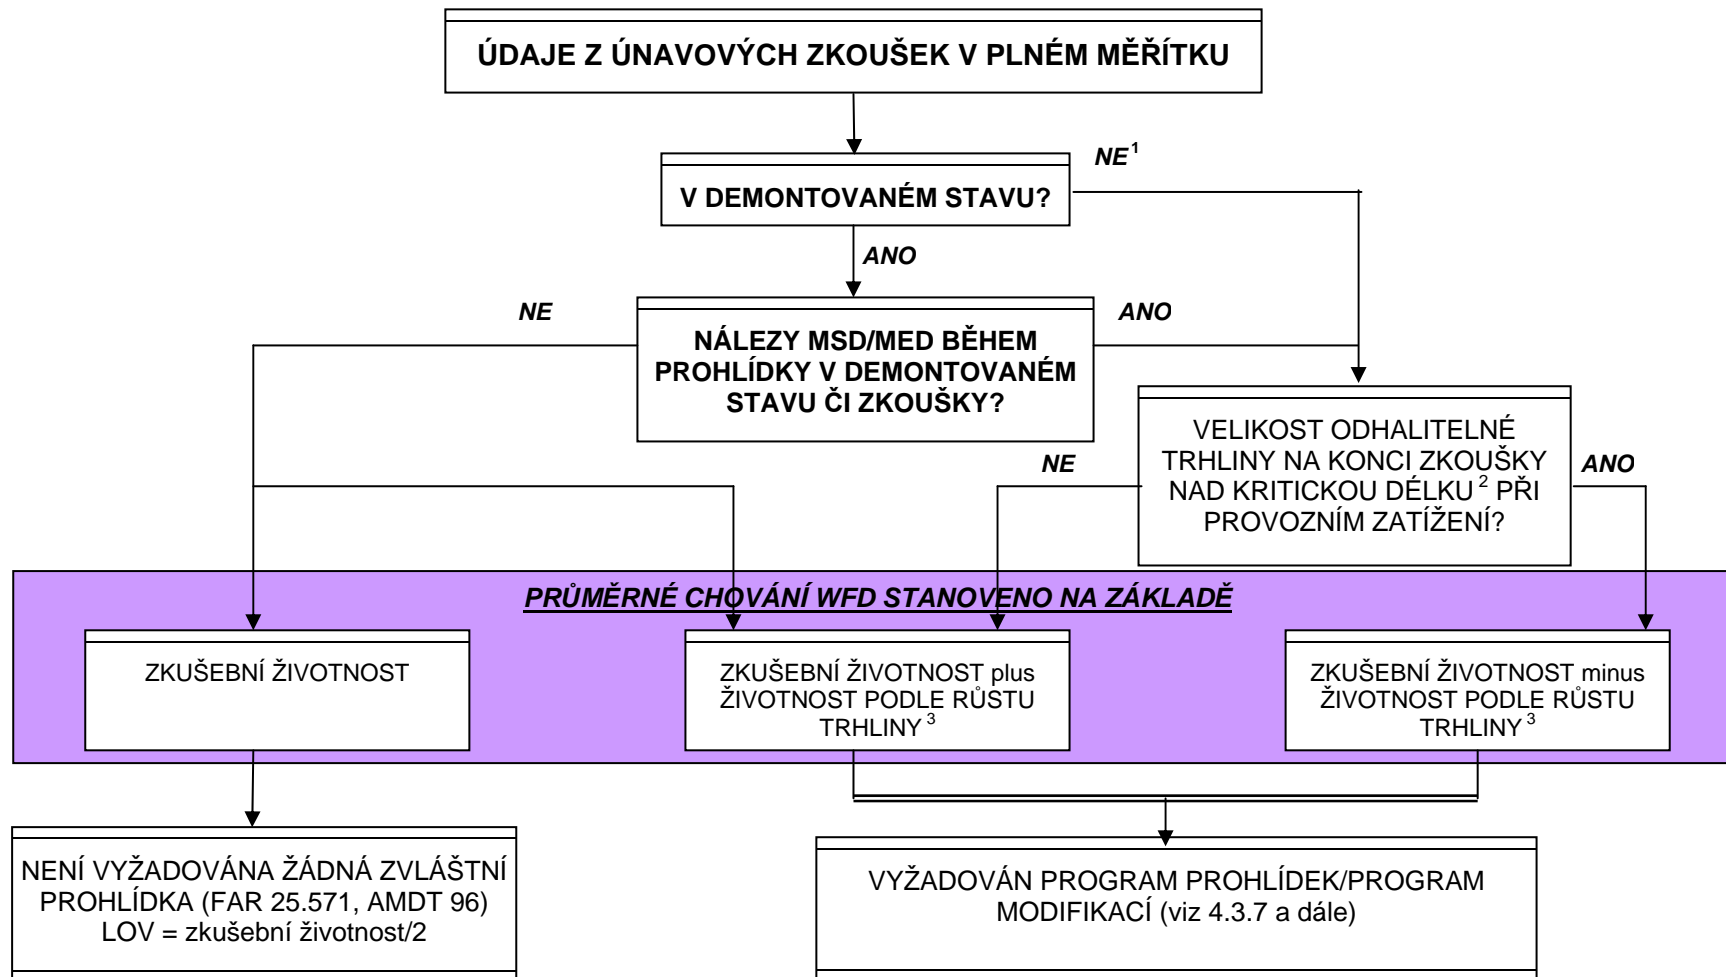 ÚDAJE Z ÚNAVOVÝCH ZKOUŠEK V PLNÉM MĚŘÍTKU
NE¹
V DEMONTOVANÉM STAVU?
ANO
NE
ANO
NÁLEZY MSD/MED BĚHEM
PROHLÍDKY V DEMONTOVANÉM
STAVU ČI ZKOUŠKY?
VELIKOST ODHALITELNÉ
TRHLINY NA KONCI ZKOUŠKY
NAD KRITICKOU DÉLKU² PŘI
PROVOZNÍM ZATÍŽENÍ?
NE
ANO
PRŮMĚRNÉ CHOVÁNÍ WFD STANOVENO NA ZÁKLADĚ
ZKUŠEBNÍ ŽIVOTNOST
ZKUŠEBNÍ ŽIVOTNOST plus
ŽIVOTNOST PODLE RŮSTU
TRHLINY³
ZKUŠEBNÍ ŽIVOTNOST minus
ŽIVOTNOST PODLE RŮSTU
TRHLINY³
NENÍ VYŽADOVÁNA ŽÁDNÁ ZVLÁŠTNÍ
PROHLÍDKA (FAR 25.571, AMDT 96)
LOV = zkušební životnost/2
VYŽADOVÁN PROGRAM PROHLÍDEK/PROGRAM
MODIFIKACÍ (viz 4.3.7 a dále)